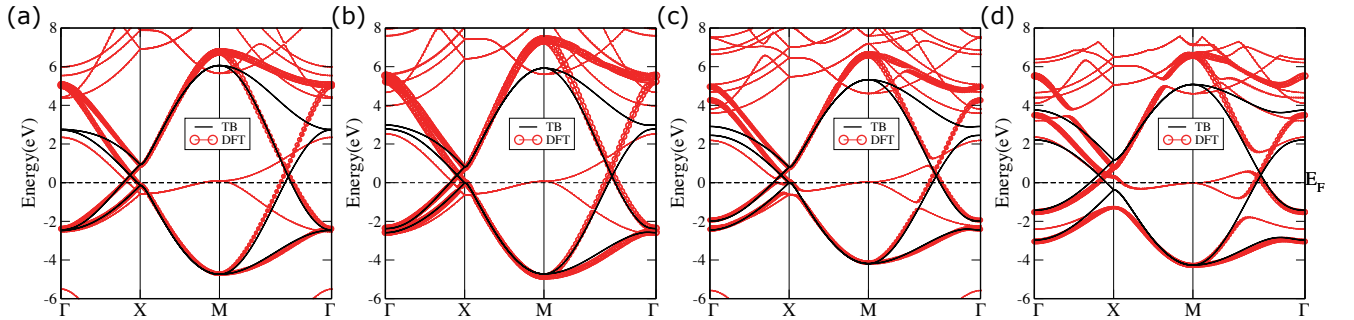 (a)
8
6
4
2
0
-2
-4
-6
Energy(eV)
TB
DFT
Γ X M Γ
(b)
8
6
4
2
0
-2
-4
-6
Energy(eV)
TB
DFT
Γ X M Γ
(c)
8
6
4
2
0
-2
-4
-6
Energy(eV)
TB
DFT
Γ X M Γ
(d)
8
6
4
2
0
-2
-4
-6
Energy(eV)
TB
DFT
E_F
Γ X M Γ